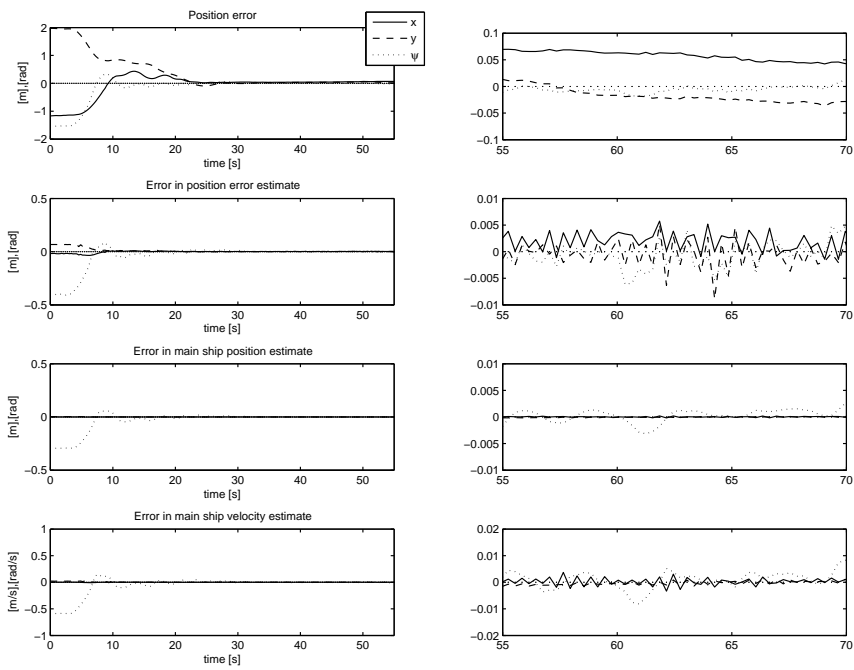 Position error
x
y
ψ
2
1
0
−1
−2
[m],[rad]
0 10 20 30 40 50
time [s]
0.1
0.05
0
−0.05
−0.1
55 60 65 70
Error in position error estimate
0.5
0
−0.5
[m],[rad]
0 10 20 30 40 50
time [s]
0.01
0.005
0
−0.005
−0.01
55 60 65 70
Error in main ship position estimate
0.5
0
−0.5
[m],[rad]
0 10 20 30 40 50
time [s]
0.01
0.005
0
−0.005
−0.01
55 60 65 70
Error in main ship velocity estimate
1
0.5
0
−0.5
−1
[m/s],[rad/s]
0 10 20 30 40 50
time [s]
0.02
0.01
0
−0.01
−0.02
55 60 65 70